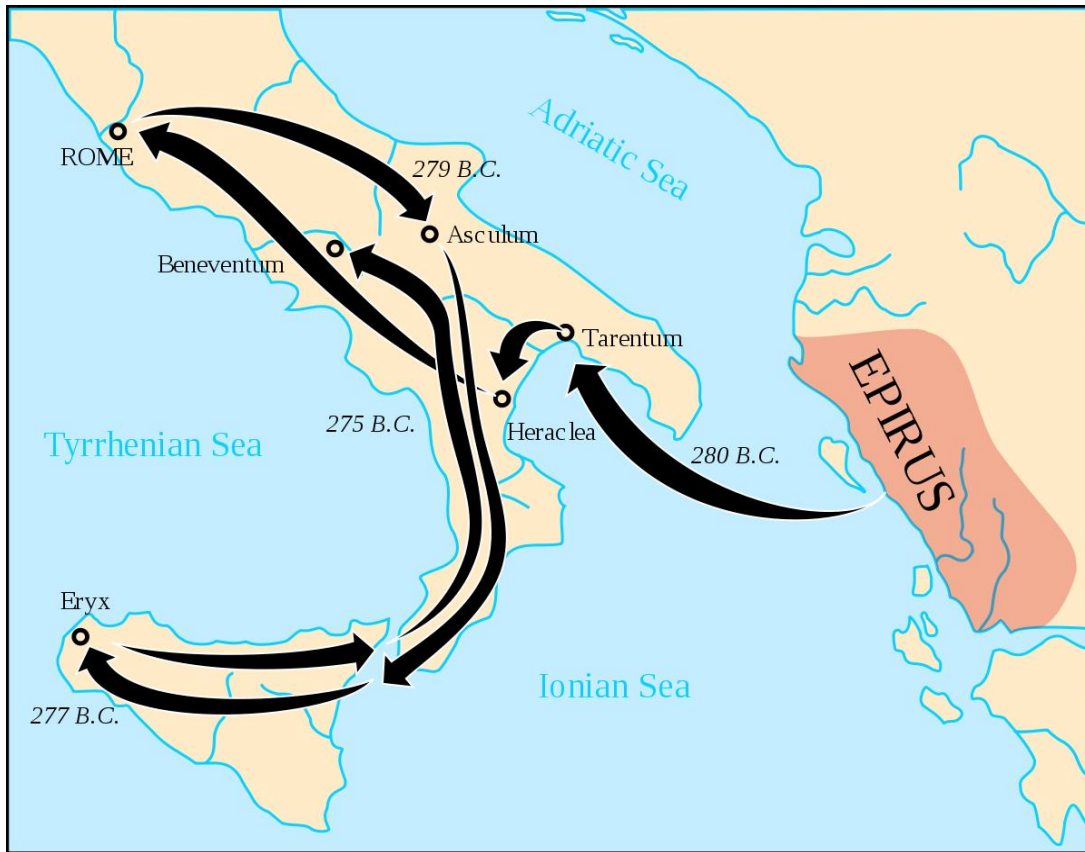 Adriatic Sea
ROME
279 B.C.
Asculum
Beneventum
Tarentum
EPIRUS
275 B.C.
Heraclea
Tyrrhenian Sea
280 B.C.
Eryx
Ionian Sea
277 B.C.